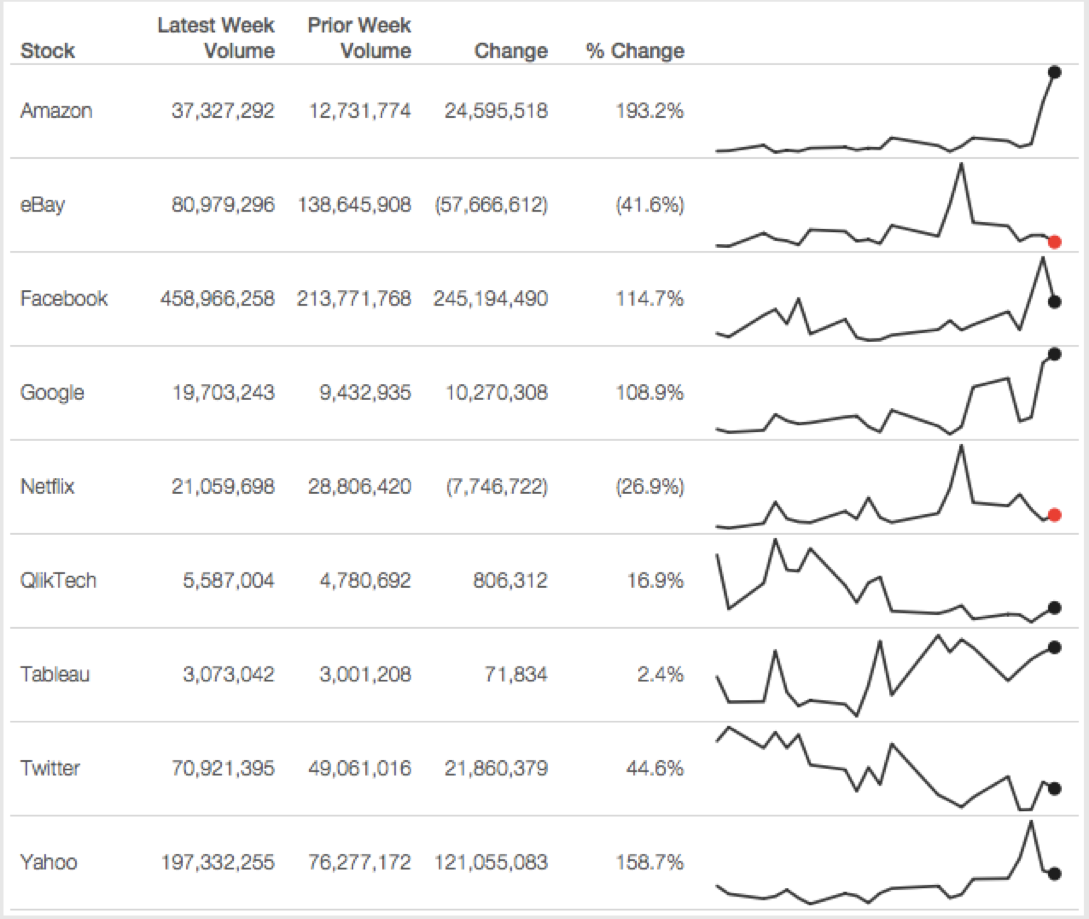 Latest Week Prior Week
Stock Volume Volume Change % Change
Amazon 37,327,292 12,731,774 24,595,518 193.2%
eBay 80,979,296 138,645,908 (57,666,612) (41.6%)
Facebook 458,966,258 213,771,768 245,194,490 114.7%
Google 19,703,243 9,432,935 10,270,308 108.9%
Netflix 21,059,698 28,806,420 (7,746,722) (26.9%)
QlikTech 5,587,004 4,780,692 806,312 16.9%
Tableau 3,073,042 3,001,208 71,834 2.4%
Twitter 70,921,395 49,061,016 21,860,379 44.6%
Yahoo 197,332,255 76,277,172 121,055,083 158.7%